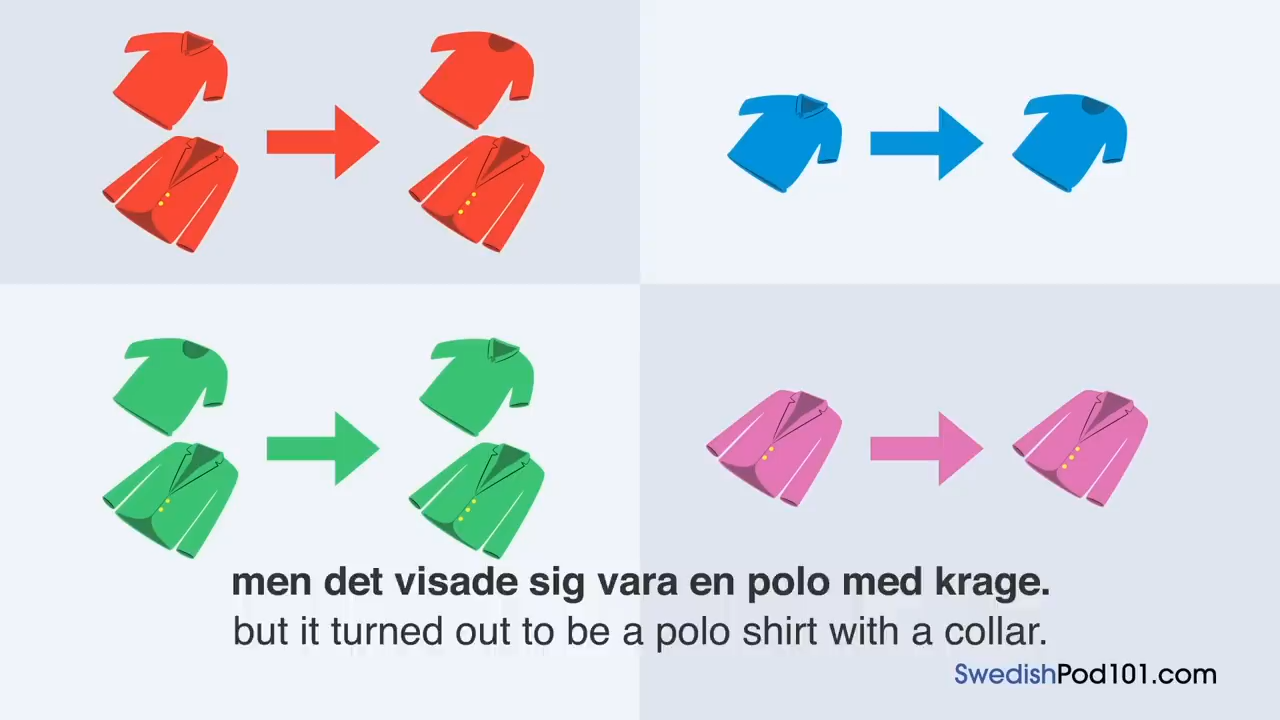 men det visade sig vara en polo med krage.
but it turned out to be a polo shirt with a collar.
SwedishPod101.com